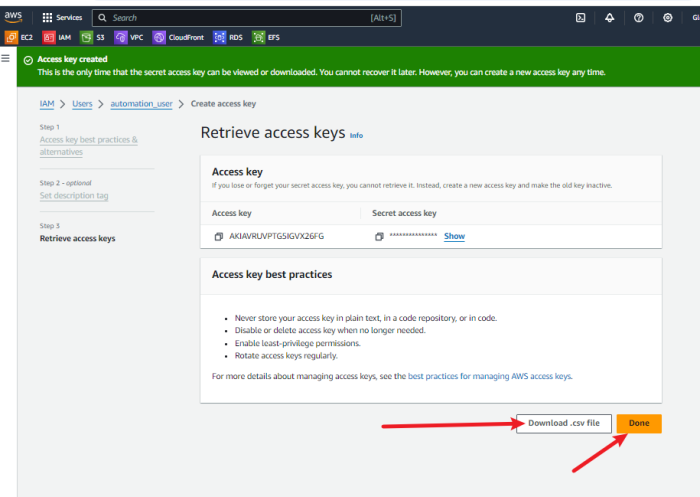 aws
Services
Search
[Alt+S]
EC2
IAM
S3
VPC
CloudFront
RDS
EFS
Access key created
This is the only time that the secret access key can be viewed or downloaded. You cannot recover it later. However, you can create a new access key any time.
IAM > Users > automation_user > Create access key
Step 1
Access key best practices &
alternatives
Step 2 - optional
Set description tag
Step 3
Retrieve access keys
Retrieve access keys Info
Access key
If you lose or forget your secret access key, you cannot retrieve it. Instead, create a new access key and make the old key inactive.
Access key
Secret access key
AKIAVRUVPTGSIGVX26FG
*************** Show
Access key best practices
• Never store your access key in plain text, in a code repository, or in code.
• Disable or delete access key when no longer needed.
• Enable least-privilege permissions.
• Rotate access keys regularly.
For more details about managing access keys, see the best practices for managing AWS access keys.
Download .csv file
Done